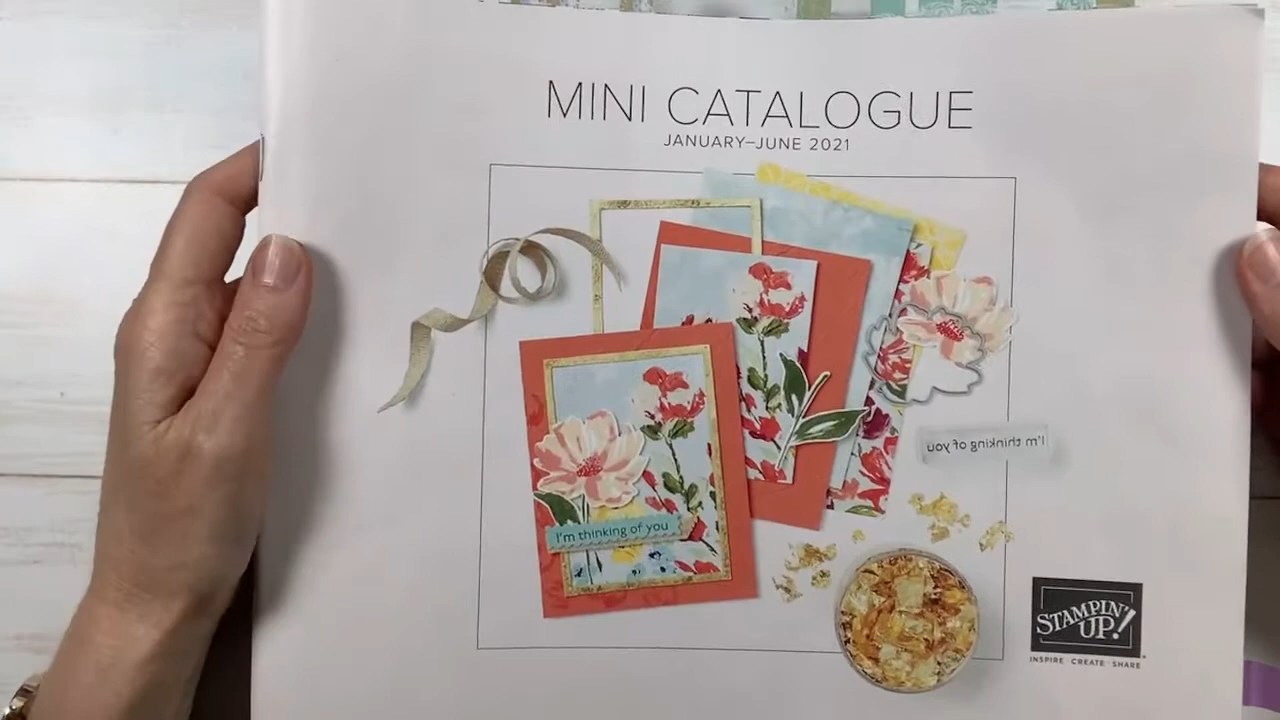 MINI CATALOGUE
JANUARY–JUNE 2021
I'm thinking of you
I'm thinking of you
STAMPIN'
UP!
INSPIRE · CREATE · SHARE